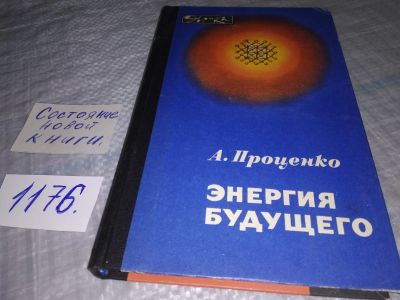 Состояние
новой
книги.
1176.
А. Проценко
ЭНЕРГИЯ
БУДУЩЕГО